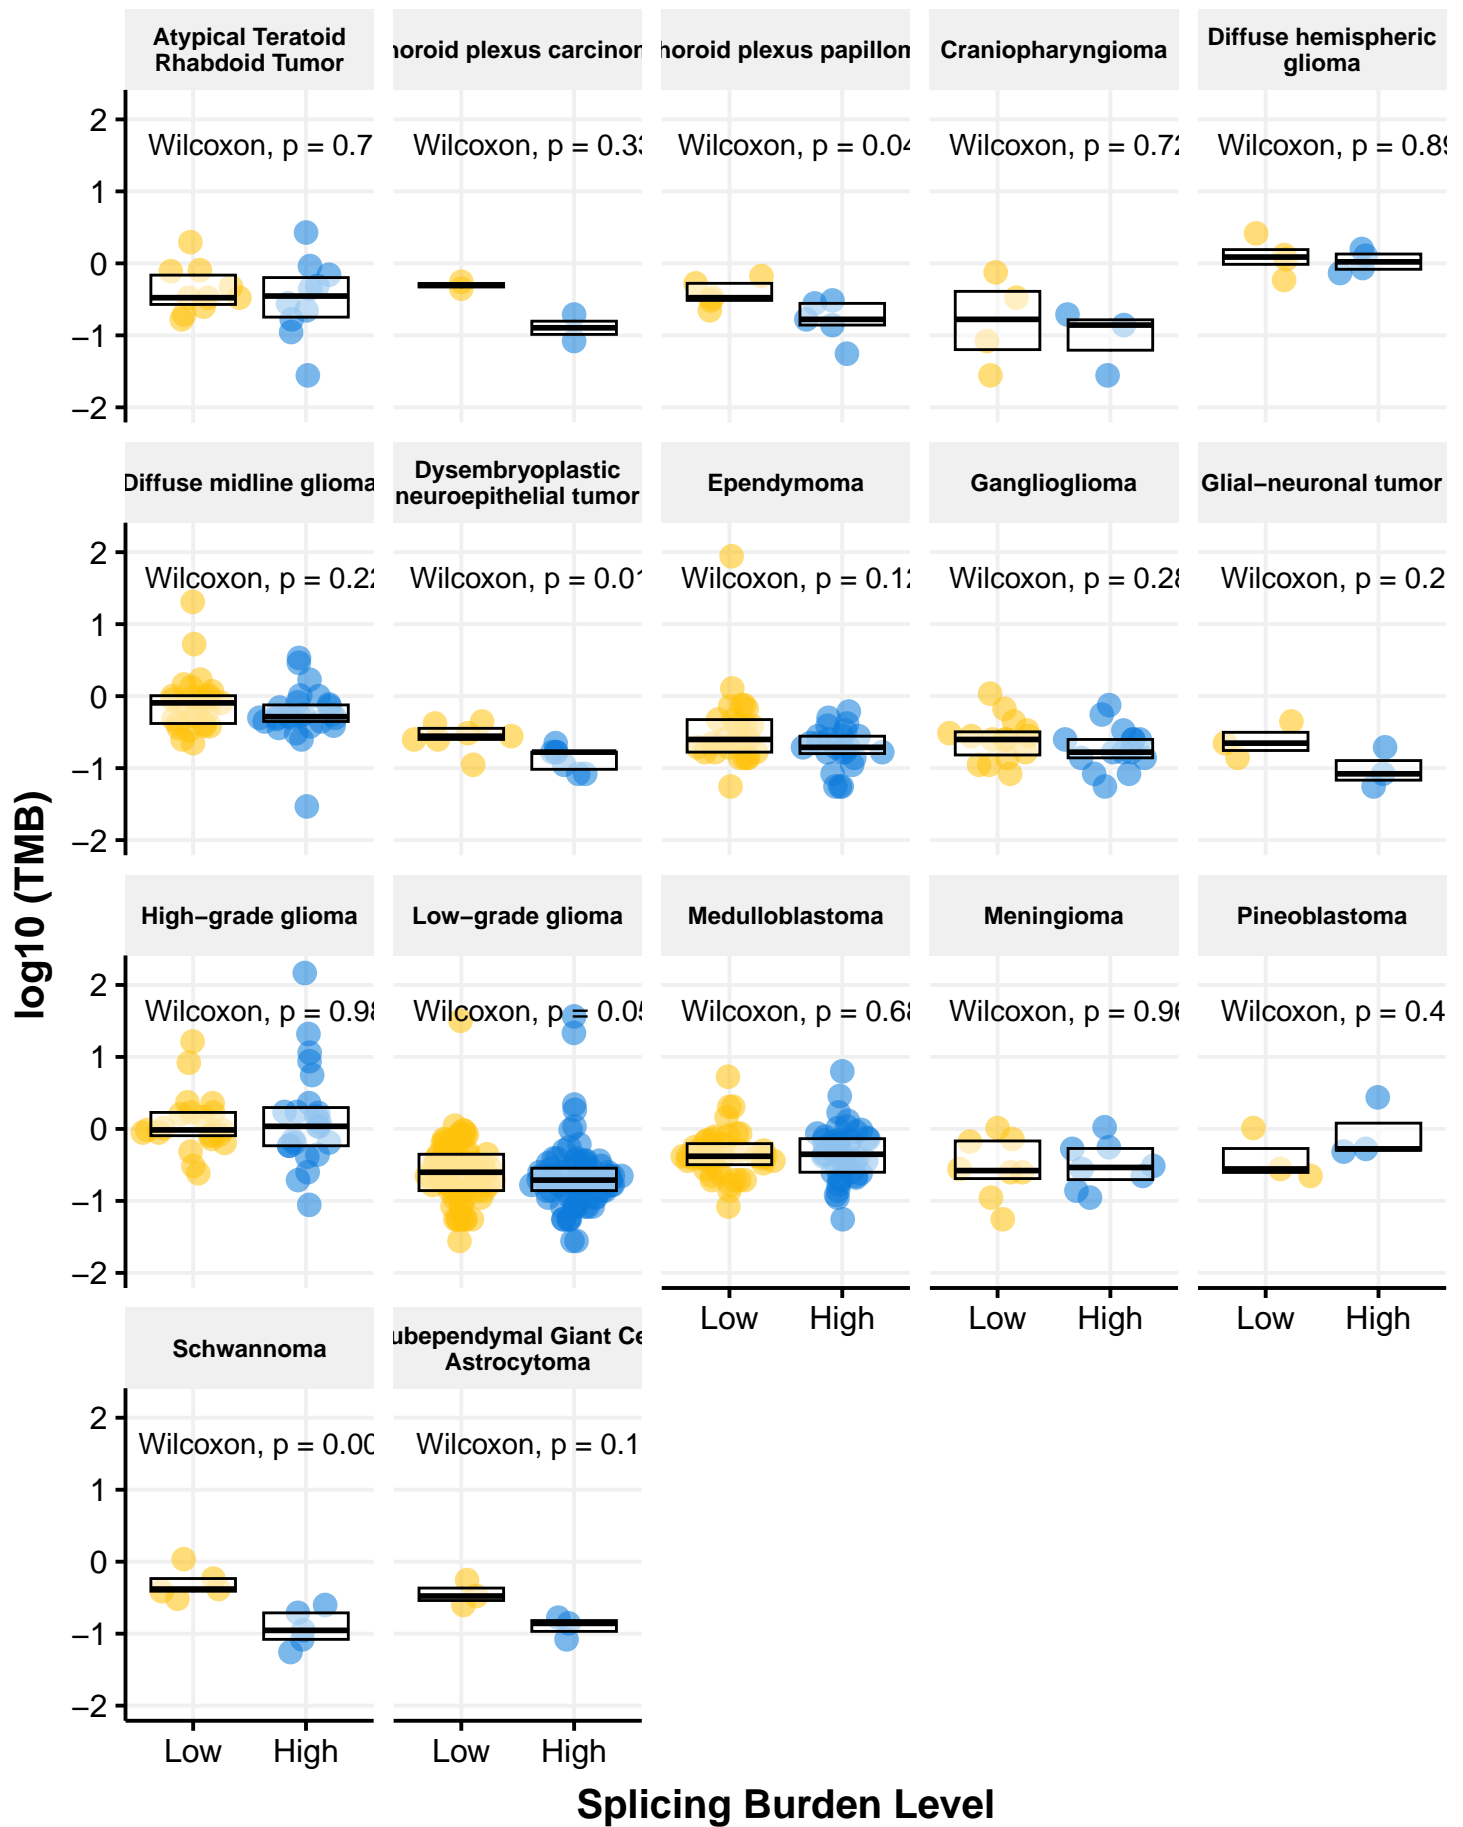 Atypical Teratoid
Rhabdoid Tumor
horoid plexus carcinon
horoid plexus papillom
Craniopharyngioma
Diffuse hemispheric
glioma
2
1
0
−1
−2
Wilcoxon, p = 0.7
Wilcoxon, p = 0.33
Wilcoxon, p = 0.04
Wilcoxon, p = 0.72
Wilcoxon, p = 0.89
Diffuse midline glioma
Dysembryoplastic
neuroepithelial tumor
Ependymoma
Ganglioglioma
Glial−neuronal tumor
2
1
0
−1
−2
Wilcoxon, p = 0.22
Wilcoxon, p = 0.01
Wilcoxon, p = 0.12
Wilcoxon, p = 0.28
Wilcoxon, p = 0.2
High−grade glioma
Low−grade glioma
Medulloblastoma
Meningioma
Pineoblastoma
2
1
0
−1
−2
Wilcoxon, p = 0.98
Wilcoxon, p = 0.05
Wilcoxon, p = 0.68
Wilcoxon, p = 0.96
Wilcoxon, p = 0.4
Low
High
Low
High
Low
High
Schwannoma
ubependymal Giant Ce
Astrocytoma
2
1
0
−1
−2
Wilcoxon, p = 0.00
Wilcoxon, p = 0.1
Low
High
Low
High
log10 (TMB)
Splicing Burden Level